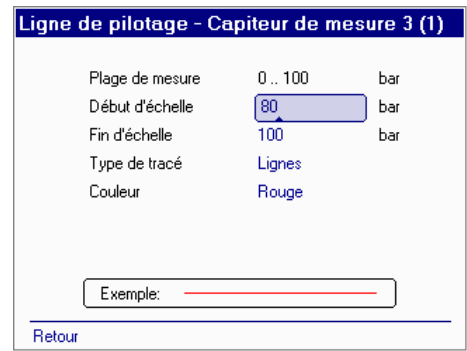 Ligne de pilotage - Capiteur de mesure 3 (1)
Plage de mesure 0 .. 100 bar
Début d'échelle 80 bar
Fin d'échelle 100 bar
Type de tracé Lignes
Couleur Rouge
Exemple:
Retour